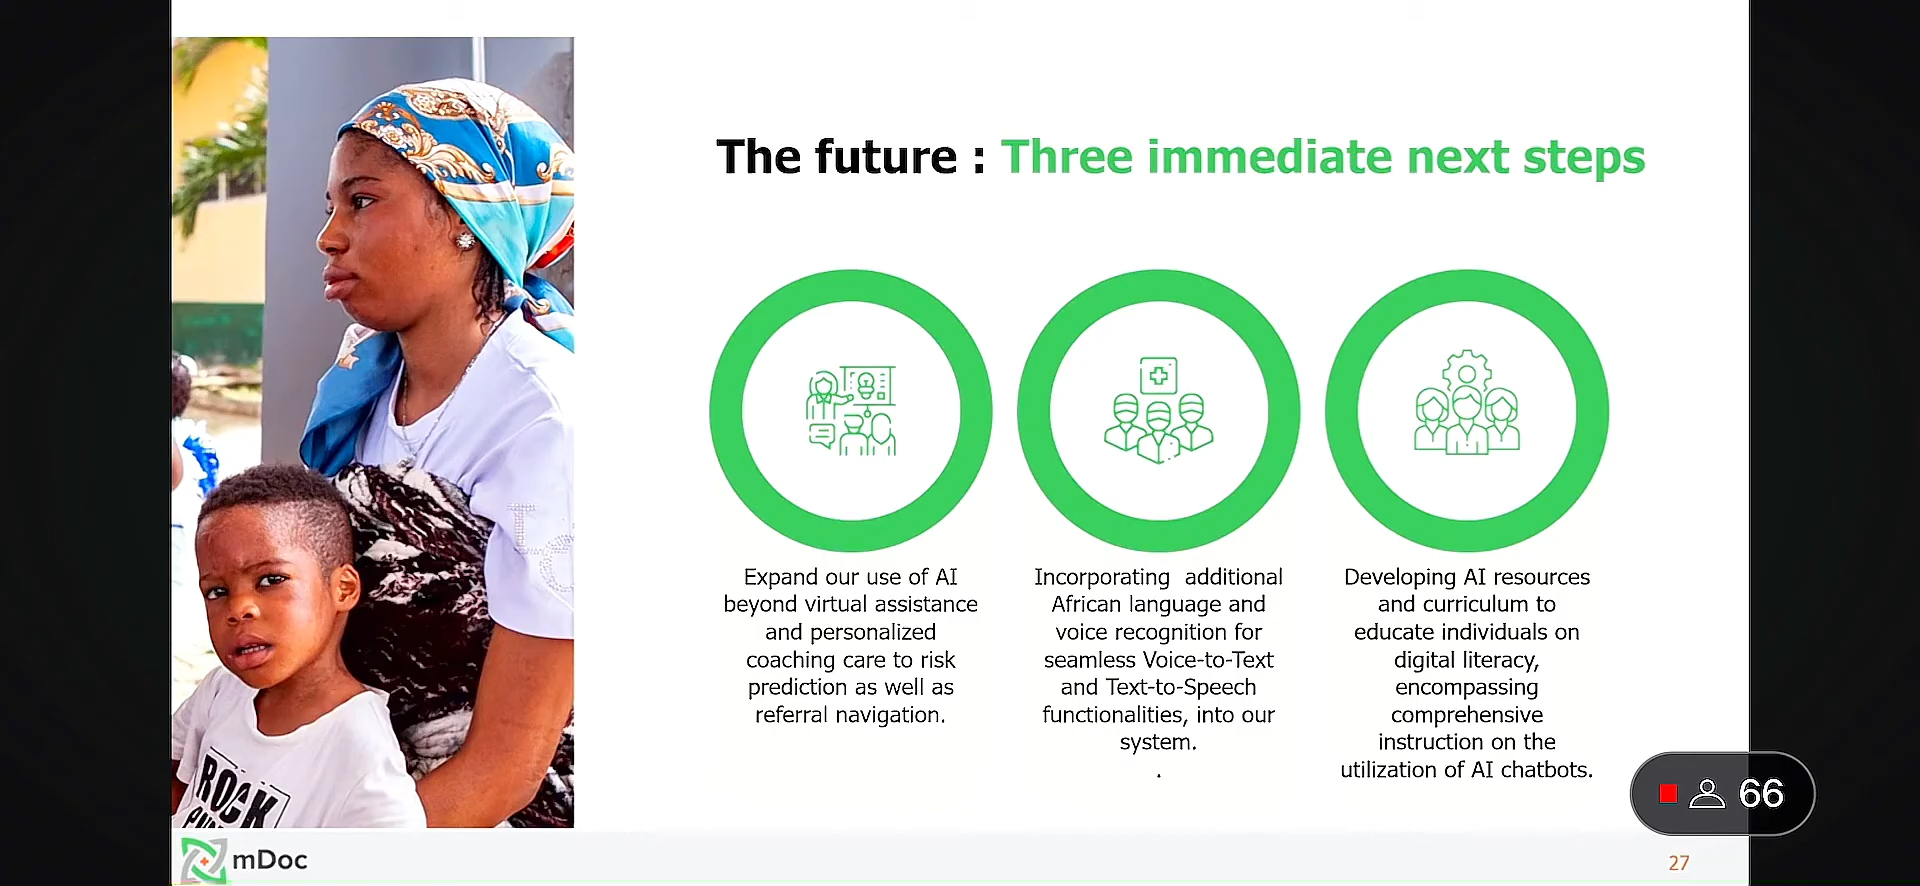 The future : Three immediate next steps
Expand our use of AI
beyond virtual assistance
and personalized
coaching care to risk
prediction as well as
referral navigation.
Incorporating additional
African language and
voice recognition for
seamless Voice-to-Text
and Text-to-Speech
functionalities, into our
system.
.
Developing AI resources
and curriculum to
educate individuals on
digital literacy,
encompassing
comprehensive
instruction on the
utilization of AI chatbots.
ROCK
66
mDoc
27